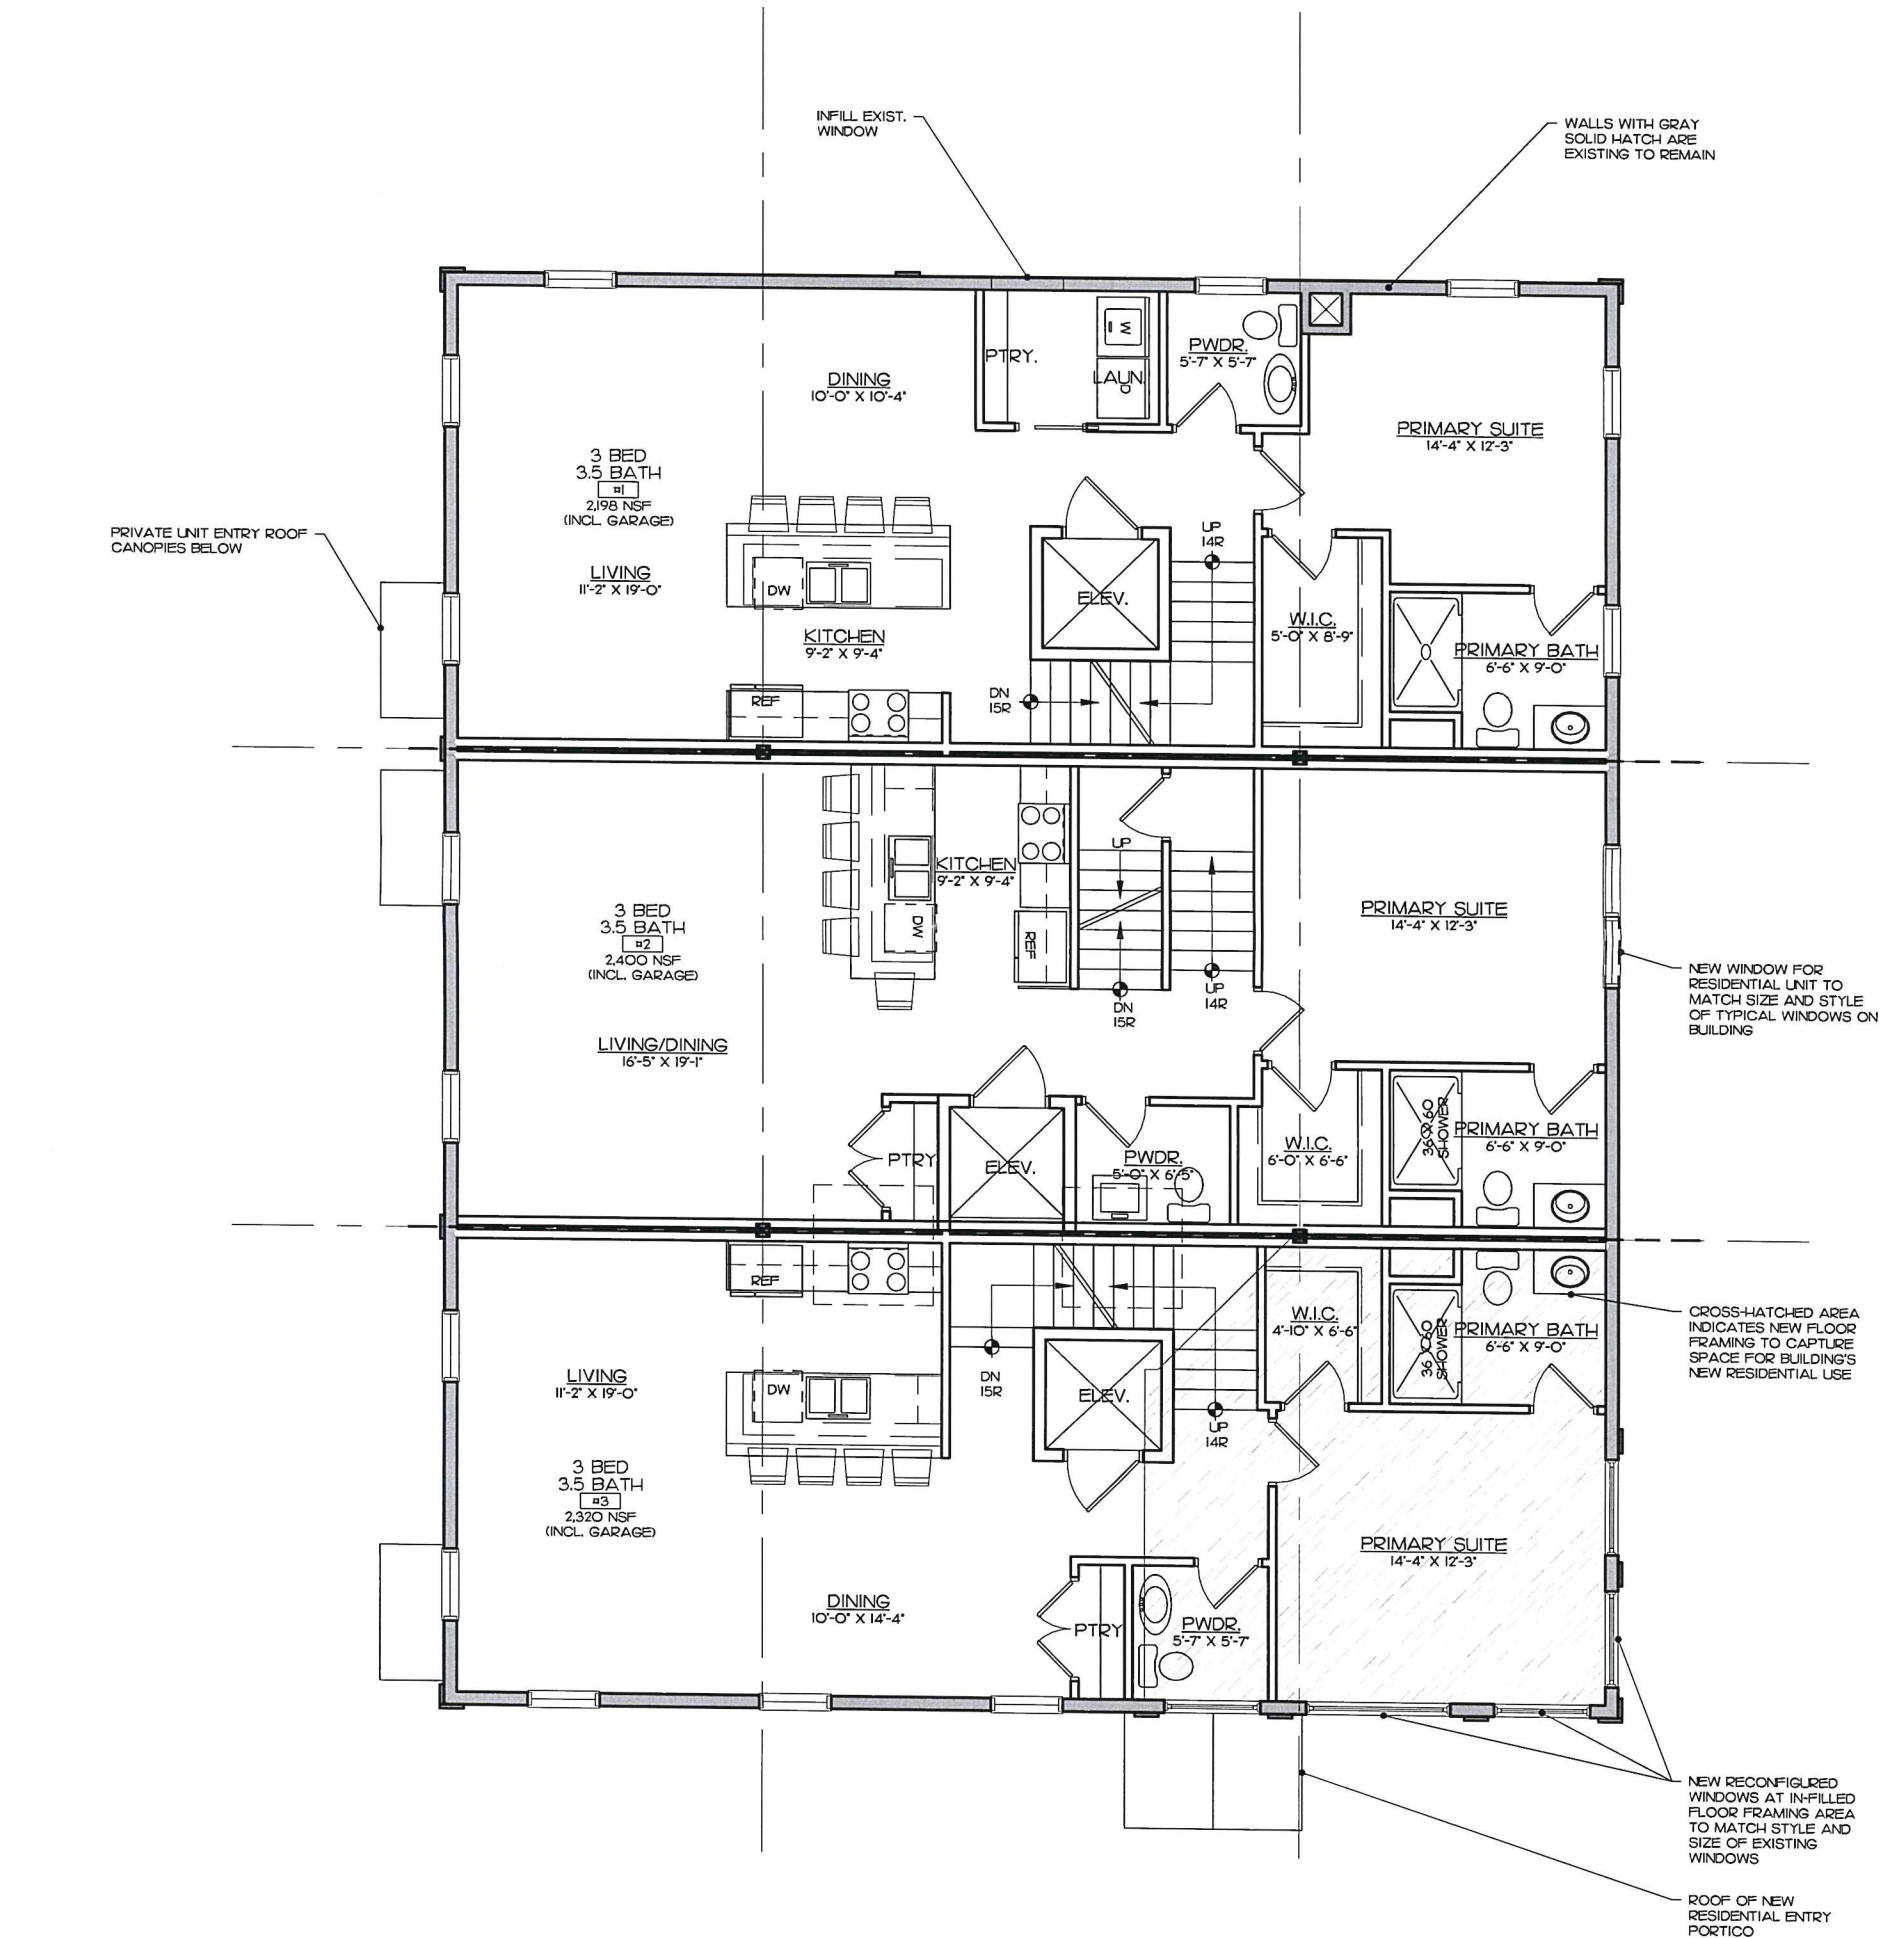 INFILL EXIST.
WINDOW
WALLS WITH GRAY
SOLID HATCH ARE
EXISTING TO REMAIN
PRIVATE UNIT ENTRY ROOF
CANOPIES BELOW
PTRY.
W
LAUN.
D
PWDR.
5'-7" X 5'-7"
DINING
10'-0" X 10'-4"
PRIMARY SUITE
14'-4" X 12'-3"
3 BED
3.5 BATH
#1
2,198 NSF
(INCL. GARAGE)
UP
14R
LIVING
11'-2" X 19'-0"
DW
ELEV.
KITCHEN
9'-2" X 9'-4"
W.I.C.
5'-0" X 8'-9"
PRIMARY BATH
6'-6" X 9'-0"
REF
DN
15R
UP
KITCHEN
9'-2" X 9'-4"
DW
REF
3 BED
3.5 BATH
#2
2,400 NSF
(INCL. GARAGE)
PRIMARY SUITE
14'-4" X 12'-3"
UP
14R
DN
15R
NEW WINDOW FOR
RESIDENTIAL UNIT TO
MATCH SIZE AND STYLE
OF TYPICAL WINDOWS ON
BUILDING
LIVING/DINING
16'-5" X 19'-1"
PTRY
ELEV.
PWDR.
5'-0" X 6'-5"
W.I.C.
6'-0" X 6'-6"
36 X 60
SHOWER
PRIMARY BATH
6'-6" X 9'-0"
REF
W.I.C.
4'-10" X 6'-6"
36 X 60
SHOWER
PRIMARY BATH
6'-6" X 9'-0"
CROSS-HATCHED AREA
INDICATES NEW FLOOR
FRAMING TO CAPTURE
SPACE FOR BUILDING'S
NEW RESIDENTIAL USE
LIVING
11'-2" X 19'-0"
DW
DN
15R
ELEV.
UP
14R
3 BED
3.5 BATH
#3
2,320 NSF
(INCL. GARAGE)
PRIMARY SUITE
14'-4" X 12'-3"
DINING
10'-0" X 14'-4"
PTRY
PWDR.
5'-7" X 5'-7"
NEW RECONFIGURED
WINDOWS AT IN-FILLED
FLOOR FRAMING AREA
TO MATCH STYLE AND
SIZE OF EXISTING
WINDOWS
ROOF OF NEW
RESIDENTIAL ENTRY
PORTICO